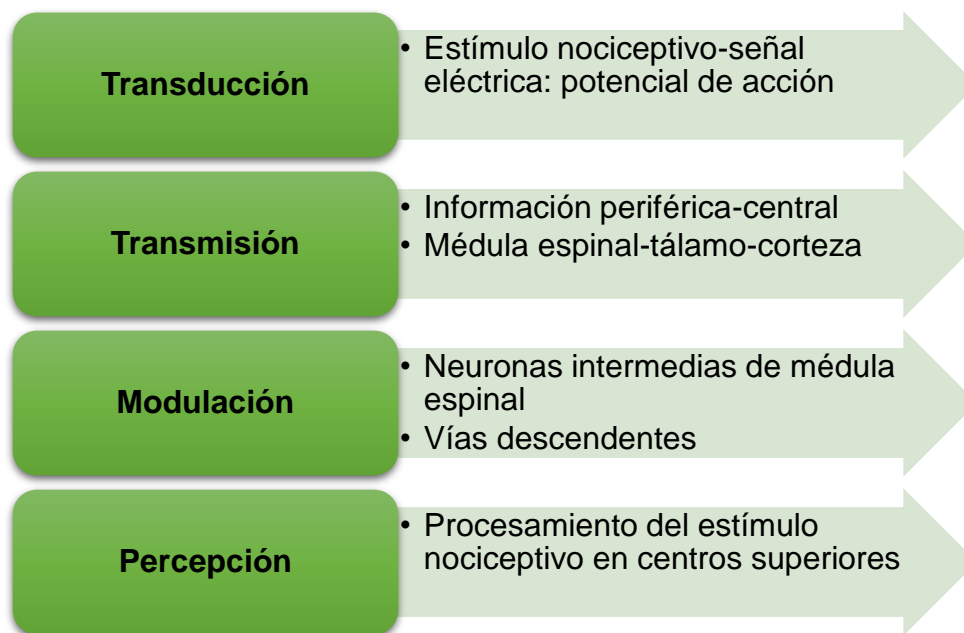 Transducción
• Estímulo nociceptivo-señal
eléctrica: potencial de acción
Transmisión
• Información periférica-central
• Médula espinal-tálamo-corteza
Modulación
• Neuronas intermedias de médula
espinal
• Vías descendentes
Percepción
• Procesamiento del estímulo
nociceptivo en centros superiores